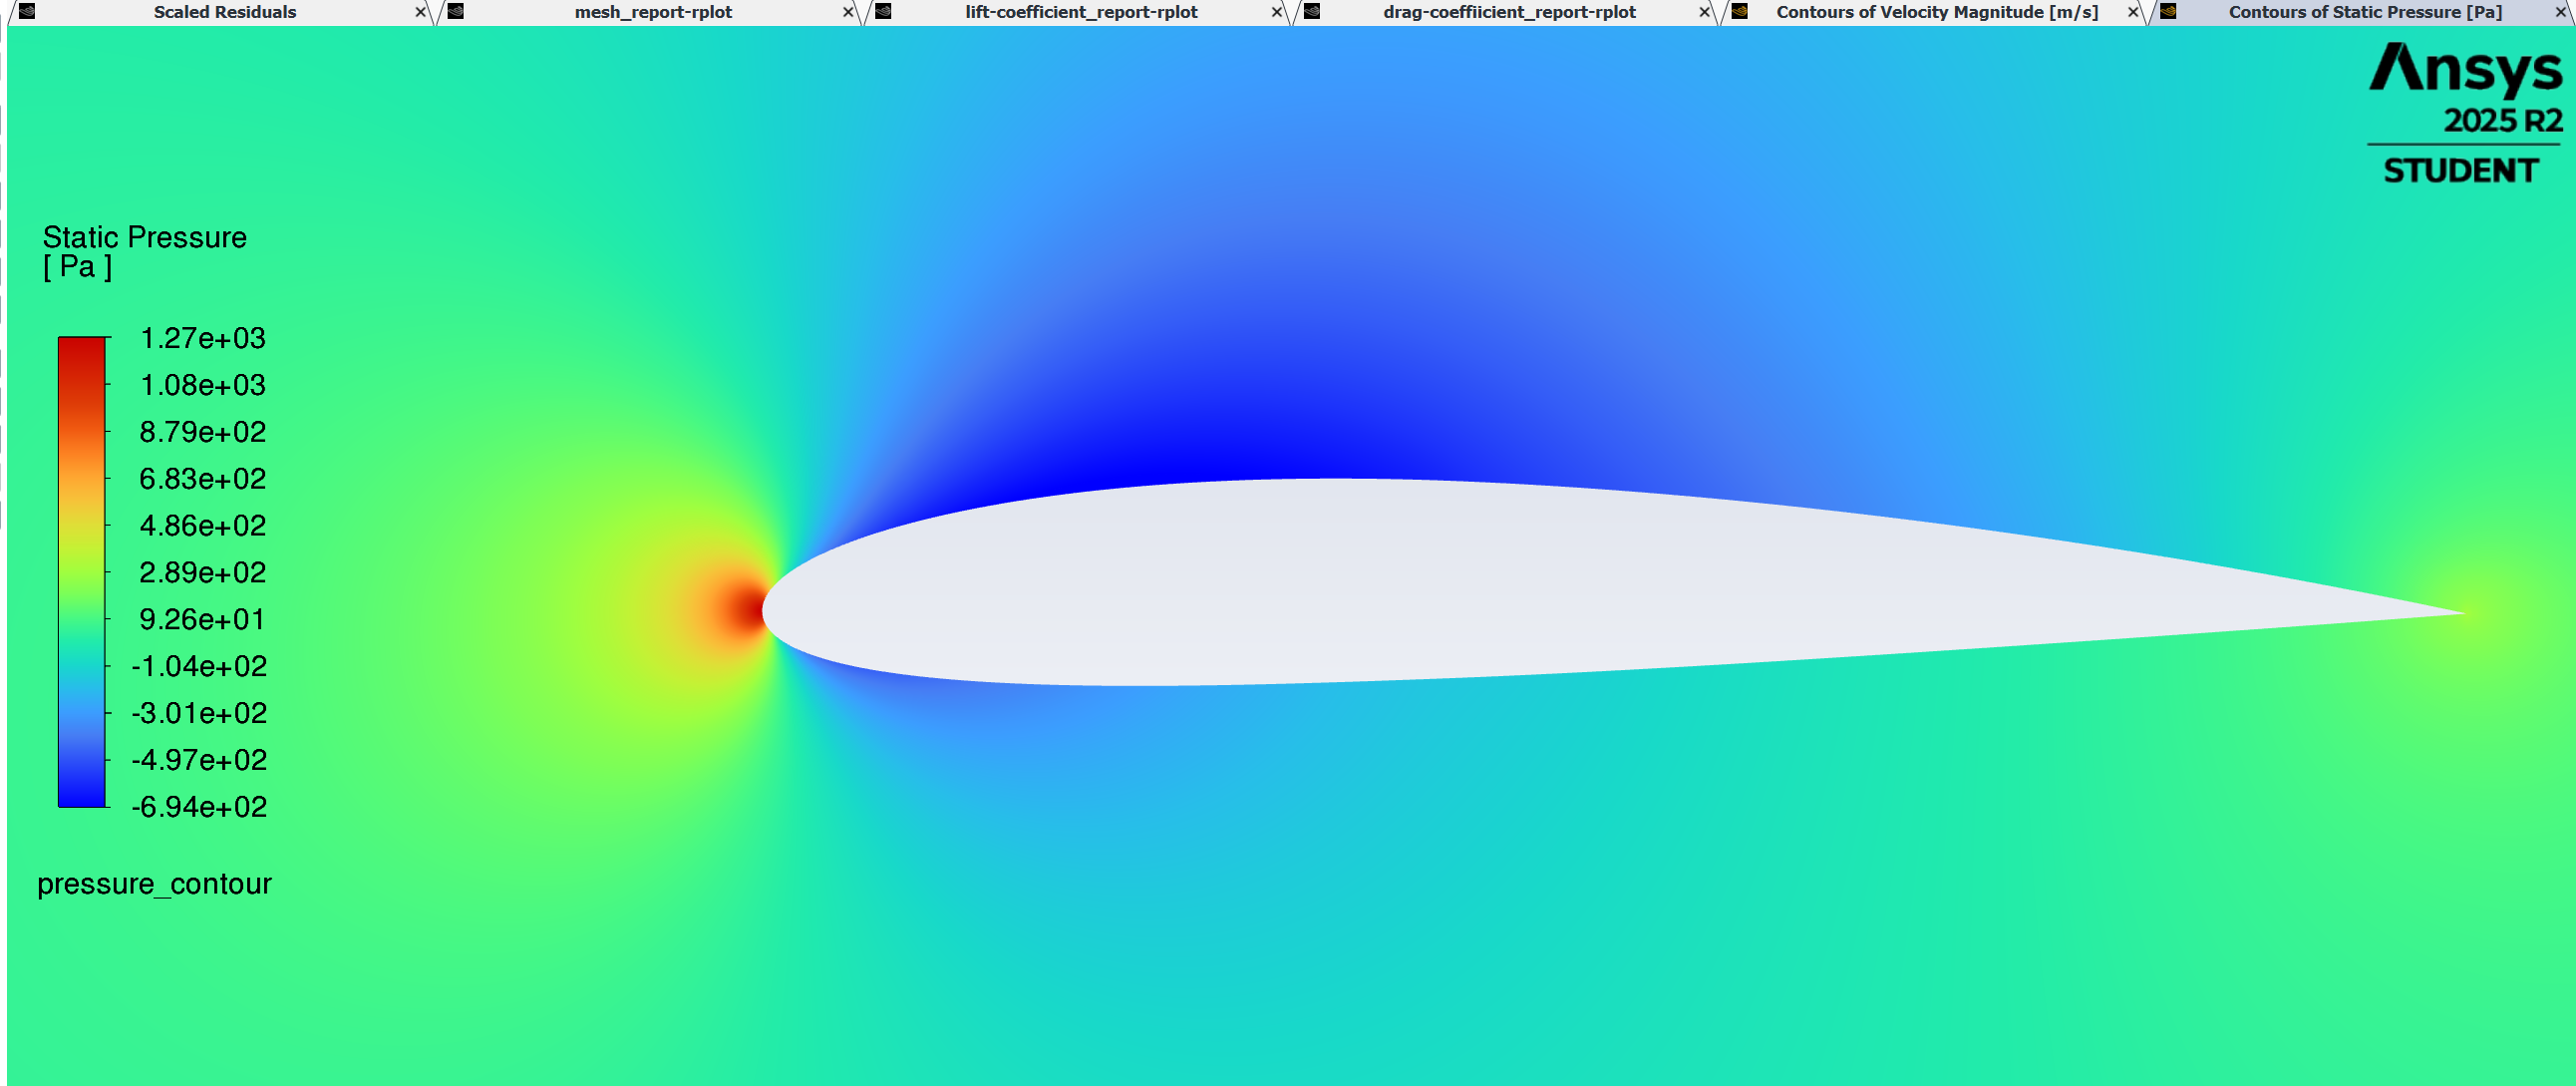 Scaled Residuals
mesh_report-rplot
lift-coefficient_report-rplot
drag-coeffiicient_report-rplot
Contours of Velocity Magnitude [m/s]
Contours of Static Pressure [Pa]
Ansys
2025 R2
STUDENT
Static Pressure
[ Pa ]
1.27e+03
1.08e+03
8.79e+02
6.83e+02
4.86e+02
2.89e+02
9.26e+01
-1.04e+02
-3.01e+02
-4.97e+02
-6.94e+02
pressure_contour